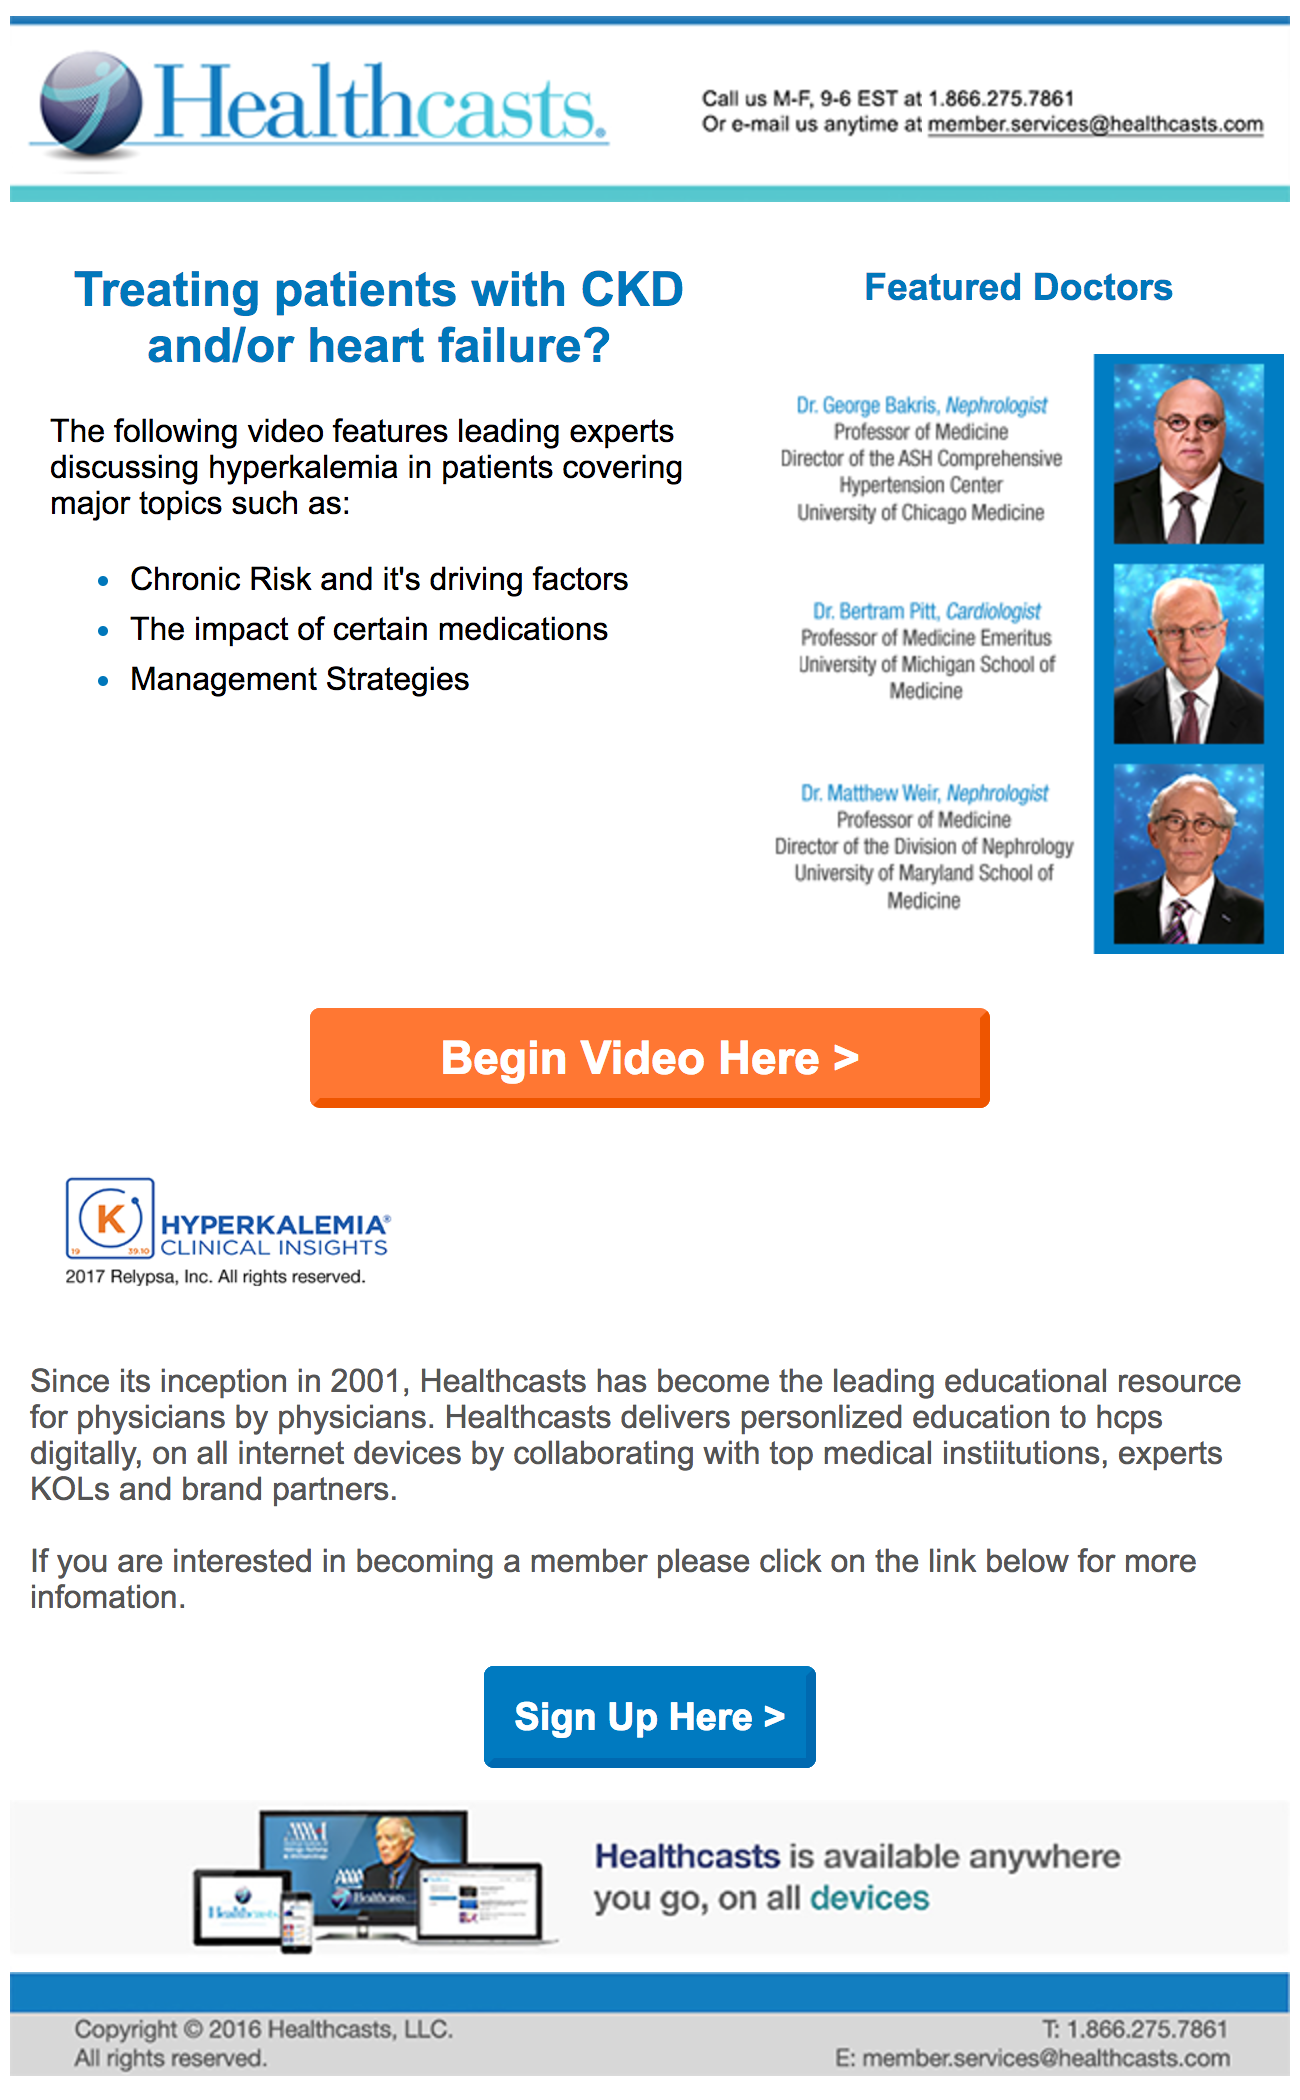 Healthcasts.
Call us M-F, 9-6 EST at 1.866.275.7861
Or e-mail us anytime at member.services@healthcasts.com
Treating patients with CKD
and/or heart failure?
The following video features leading experts
discussing hyperkalemia in patients covering
major topics such as:
• Chronic Risk and it's driving factors
• The impact of certain medications
• Management Strategies
Featured Doctors
Dr. George Bakris, Nephrologist
Professor of Medicine
Director of the ASH Comprehensive
Hypertension Center
University of Chicago Medicine
Dr. Bertram Pitt, Cardiologist
Professor of Medicine Emeritus
University of Michigan School of
Medicine
Dr. Matthew Weir, Nephrologist
Professor of Medicine
Director of the Division of Nephrology
University of Maryland School of
Medicine
Begin Video Here >
K
19 39.10
HYPERKALEMIA®
CLINICAL INSIGHTS
2017 Relypsa, Inc. All rights reserved.
Since its inception in 2001, Healthcasts has become the leading educational resource
for physicians by physicians. Healthcasts delivers personlized education to hcps
digitally, on all internet devices by collaborating with top medical instiitutions, experts
KOLs and brand partners.
If you are interested in becoming a member please click on the link below for more
infomation.
Sign Up Here >
Healthcasts
Healthcasts
Healthcasts is available anywhere
you go, on all devices
Copyright © 2016 Healthcasts, LLC.
All rights reserved.
T: 1.866.275.7861
E: member.services@healthcasts.com